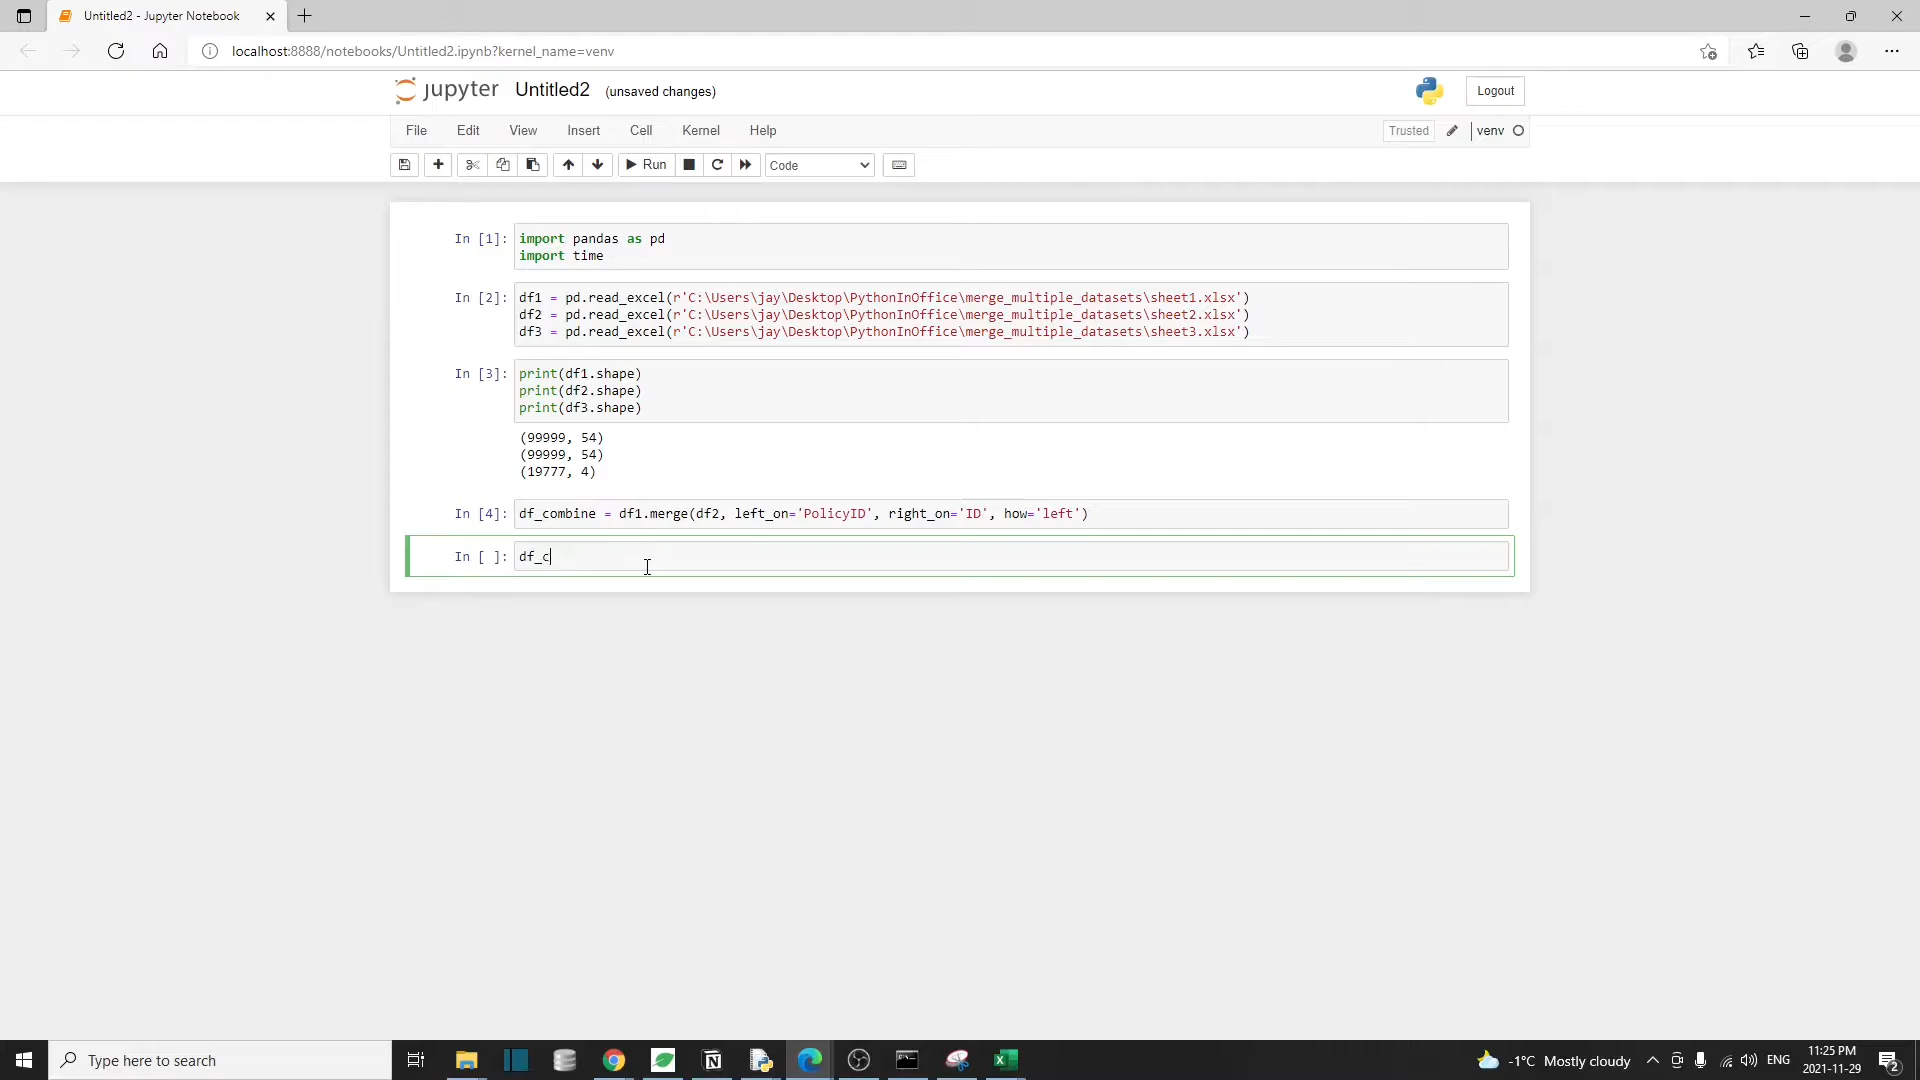 Untitled2 - Jupyter Notebook
localhost:8888/notebooks/Untitled2.ipynb?kernel_name=venv
jupyter Untitled2 (unsaved changes) Logout
File Edit View Insert Cell Kernel Help Trusted venv
Run Code
In [1]: import pandas as pd
import time
In [2]: df1 = pd.read_excel(r'C:\Users\jay\Desktop\PythonInOffice\merge_multiple_datasets\sheet1.xlsx')
df2 = pd.read_excel(r'C:\Users\jay\Desktop\PythonInOffice\merge_multiple_datasets\sheet2.xlsx')
df3 = pd.read_excel(r'C:\Users\jay\Desktop\PythonInOffice\merge_multiple_datasets\sheet3.xlsx')
In [3]: print(df1.shape)
print(df2.shape)
print(df3.shape)
(99999, 54)
(99999, 54)
(19777, 4)
In [4]: df_combine = df1.merge(df2, left_on='PolicyID', right_on='ID', how='left')
In [ ]: df_c
Type here to search -1°C Mostly cloudy ENG 11:25 PM
2021-11-29 2